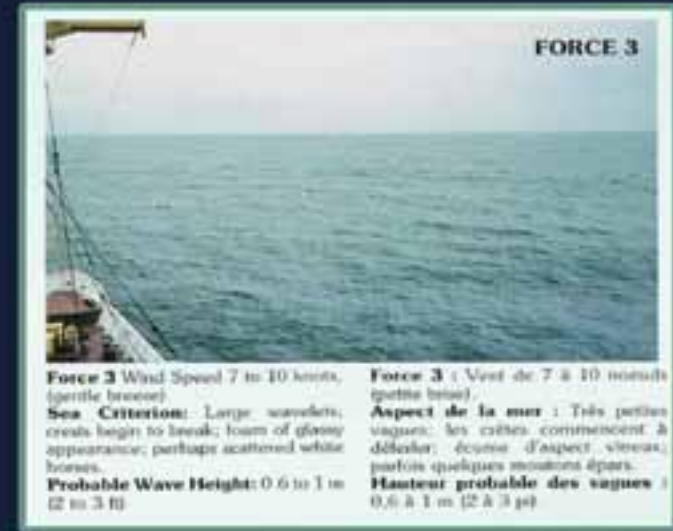 FORCE 3
Force 3 Wind Speed 7 to 10 knots,
(gentle breeze)
Sea Criterion: Large wavelets;
crests begin to break; foam of glassy
appearance; perhaps scattered white
horses.
Probable Wave Height: 0.6 to 1 m
(2 to 3 ft)
Force 3 : Vent de 7 à 10 noeuds
(petite brise)
Aspect de la mer : Très petites
vagues; les crêtes commencent à
déferler; écume d'aspect vitreux;
parfois quelques moutons épars.
Hauteur probable des vagues :
0,6 à 1 m (2 à 3 pi)